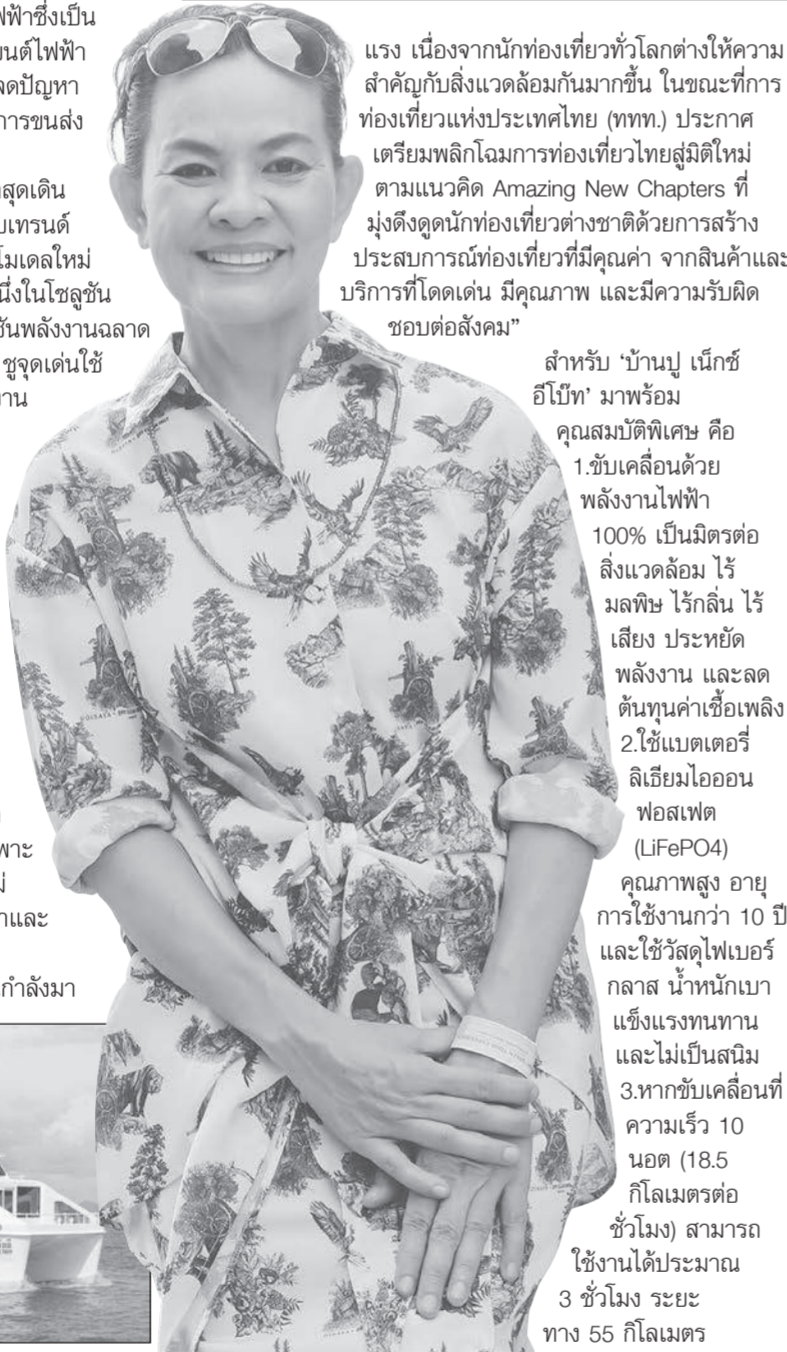 ฟฟ้าซึ่งเป็น
นต์ไฟฟ้า
ลดปัญหา
การขนส่ง
สุดเดิน
บเทรนด์
โมเดลใหม่
นึ่งในโซลูชัน
ชันพลังงานฉลาด
ชูจุดเด่นใช้
งาน
พาะ
ม่
าและ
กำลังมา
แรง เนื่องจากนักท่องเที่ยวทั่วโลกต่างให้ความ
สำคัญกับสิ่งแวดล้อมกันมากขึ้น ในขณะที่การ
ท่องเที่ยวแห่งประเทศไทย (ททท.) ประกาศ
เตรียมพลิกโฉมการท่องเที่ยวไทยสู่มิติใหม่
ตามแนวคิด Amazing New Chapters ที่
มุ่งดึงดูดนักท่องเที่ยวต่างชาติด้วยการสร้าง
ประสบการณ์ท่องเที่ยวที่มีคุณค่า จากสินค้าและ
บริการที่โดดเด่น มีคุณภาพ และมีความรับผิด
ชอบต่อสังคม”
สำหรับ ‘บ้านปู เน็กซ์
อีโบ๊ท’ มาพร้อม
คุณสมบัติพิเศษ คือ
1.ขับเคลื่อนด้วย
พลังงานไฟฟ้า
100% เป็นมิตรต่อ
สิ่งแวดล้อม ไร้
มลพิษ ไร้กลิ่น ไร้
เสียง ประหยัด
พลังงาน และลด
ต้นทุนค่าเชื้อเพลิง
2.ใช้แบตเตอรี่
ลิเธียมไอออน
ฟอสเฟต
(LiFePO4)
คุณภาพสูง อายุ
การใช้งานกว่า 10 ปี
และใช้วัสดุไฟเบอร์
กลาส น้ำหนักเบา
แข็งแรงทนทาน
และไม่เป็นสนิม
3.หากขับเคลื่อนที่
ความเร็ว 10
นอต (18.5
กิโลเมตรต่อ
ชั่วโมง) สามารถ
ใช้งานได้ประมาณ
3 ชั่วโมง ระยะ
ทาง 55 กิโลเมตร